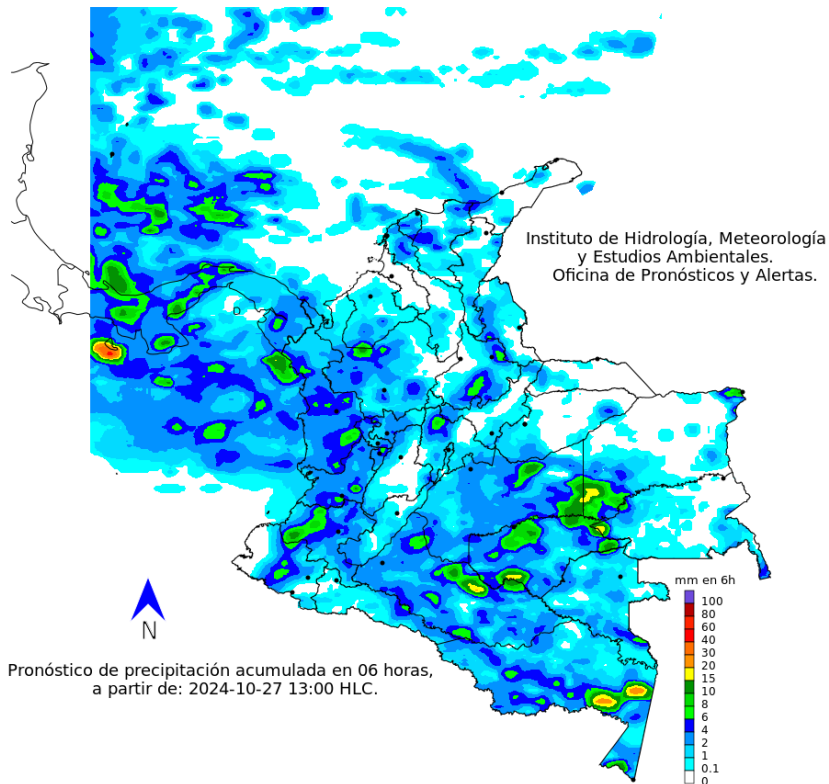 Instituto de Hidrología, Meteorología
y Estudios Ambientales.
Oficina de Pronósticos y Alertas.
mm en 6h
100
80
60
40
30
20
15
10
8
6
4
2
1
0.1
0
N
Pronóstico de precipitación acumulada en 06 horas,
a partir de: 2024-10-27 13:00 HLC.